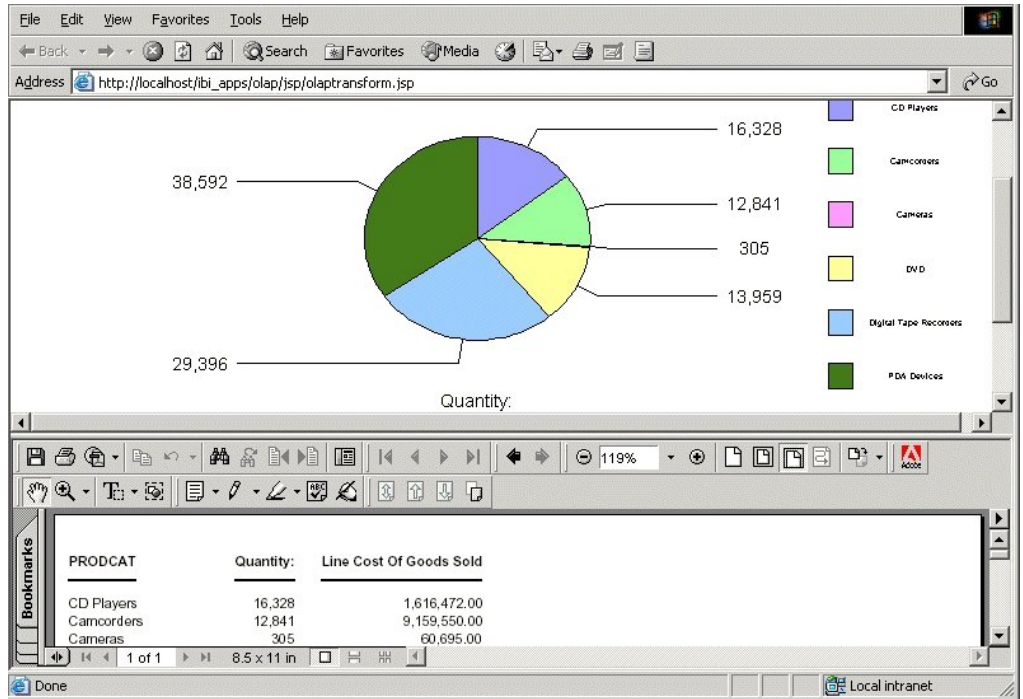 File Edit View Favorites Tools Help
Back Search Favorites Media
Address http://localhost/ibi_apps/olap/jsp/olaptransform.jsp Go
CD Players
16,328
Camcorders
38,592
12,841
Cameras
305
DVD
13,959
Digital Tape Recorders
29,396
PDA Devices
Quantity:
119%
Adobe
ABC
Bookmarks
PRODCAT Quantity: Line Cost Of Goods Sold
CD Players 16,328 1,616,472.00
Camcorders 12,841 9,159,550.00
Cameras 305 60,695.00
1 of 1 8.5 x 11 in
Done Local intranet